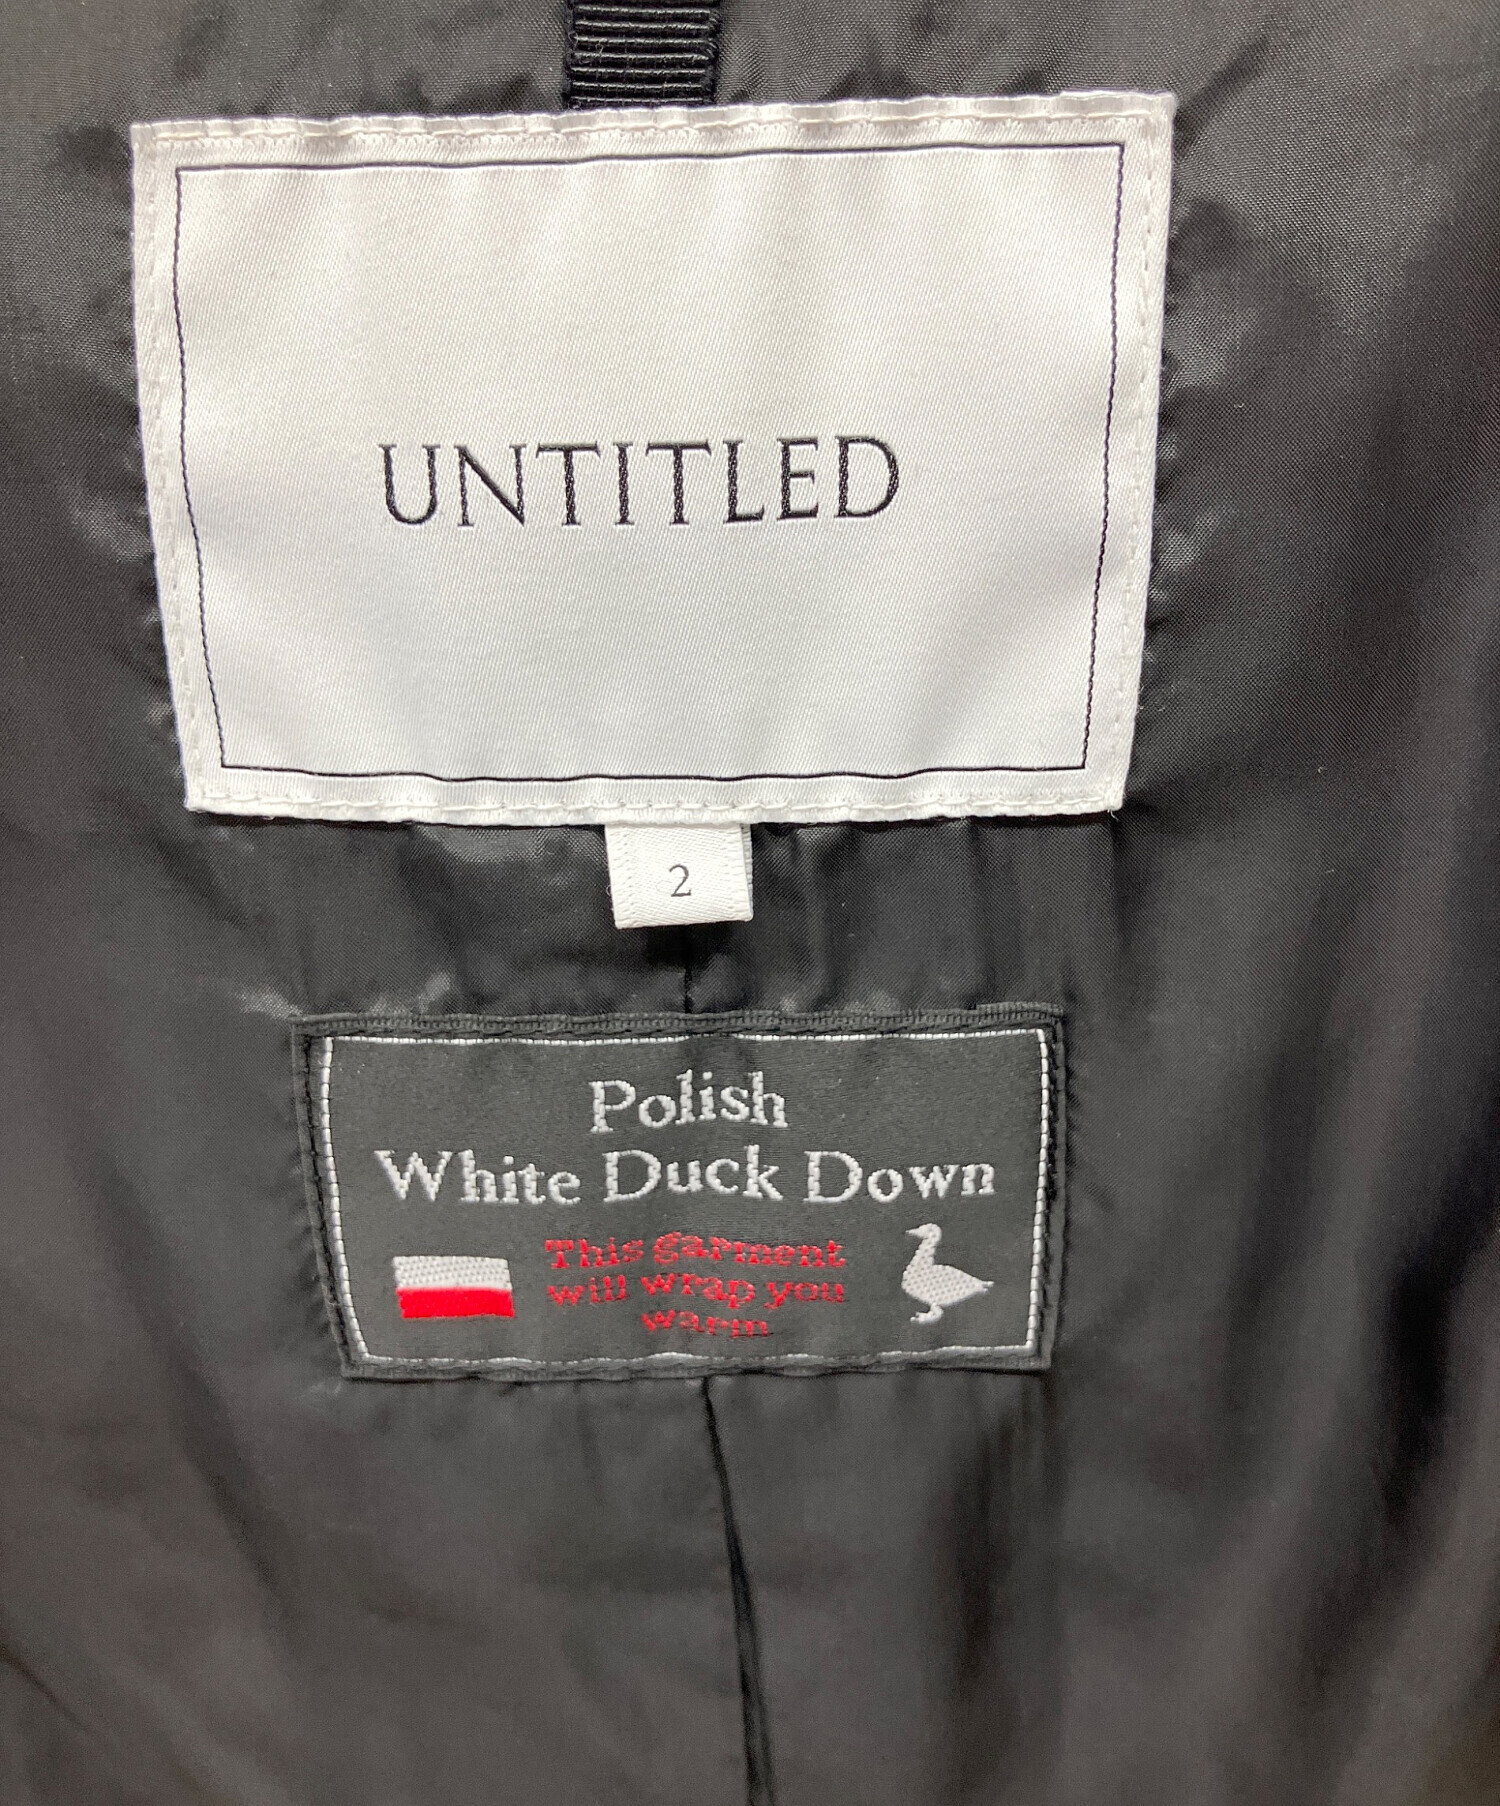 UNTITLED
2
Polish
White Duck Down
This garment
will wrap you
warm